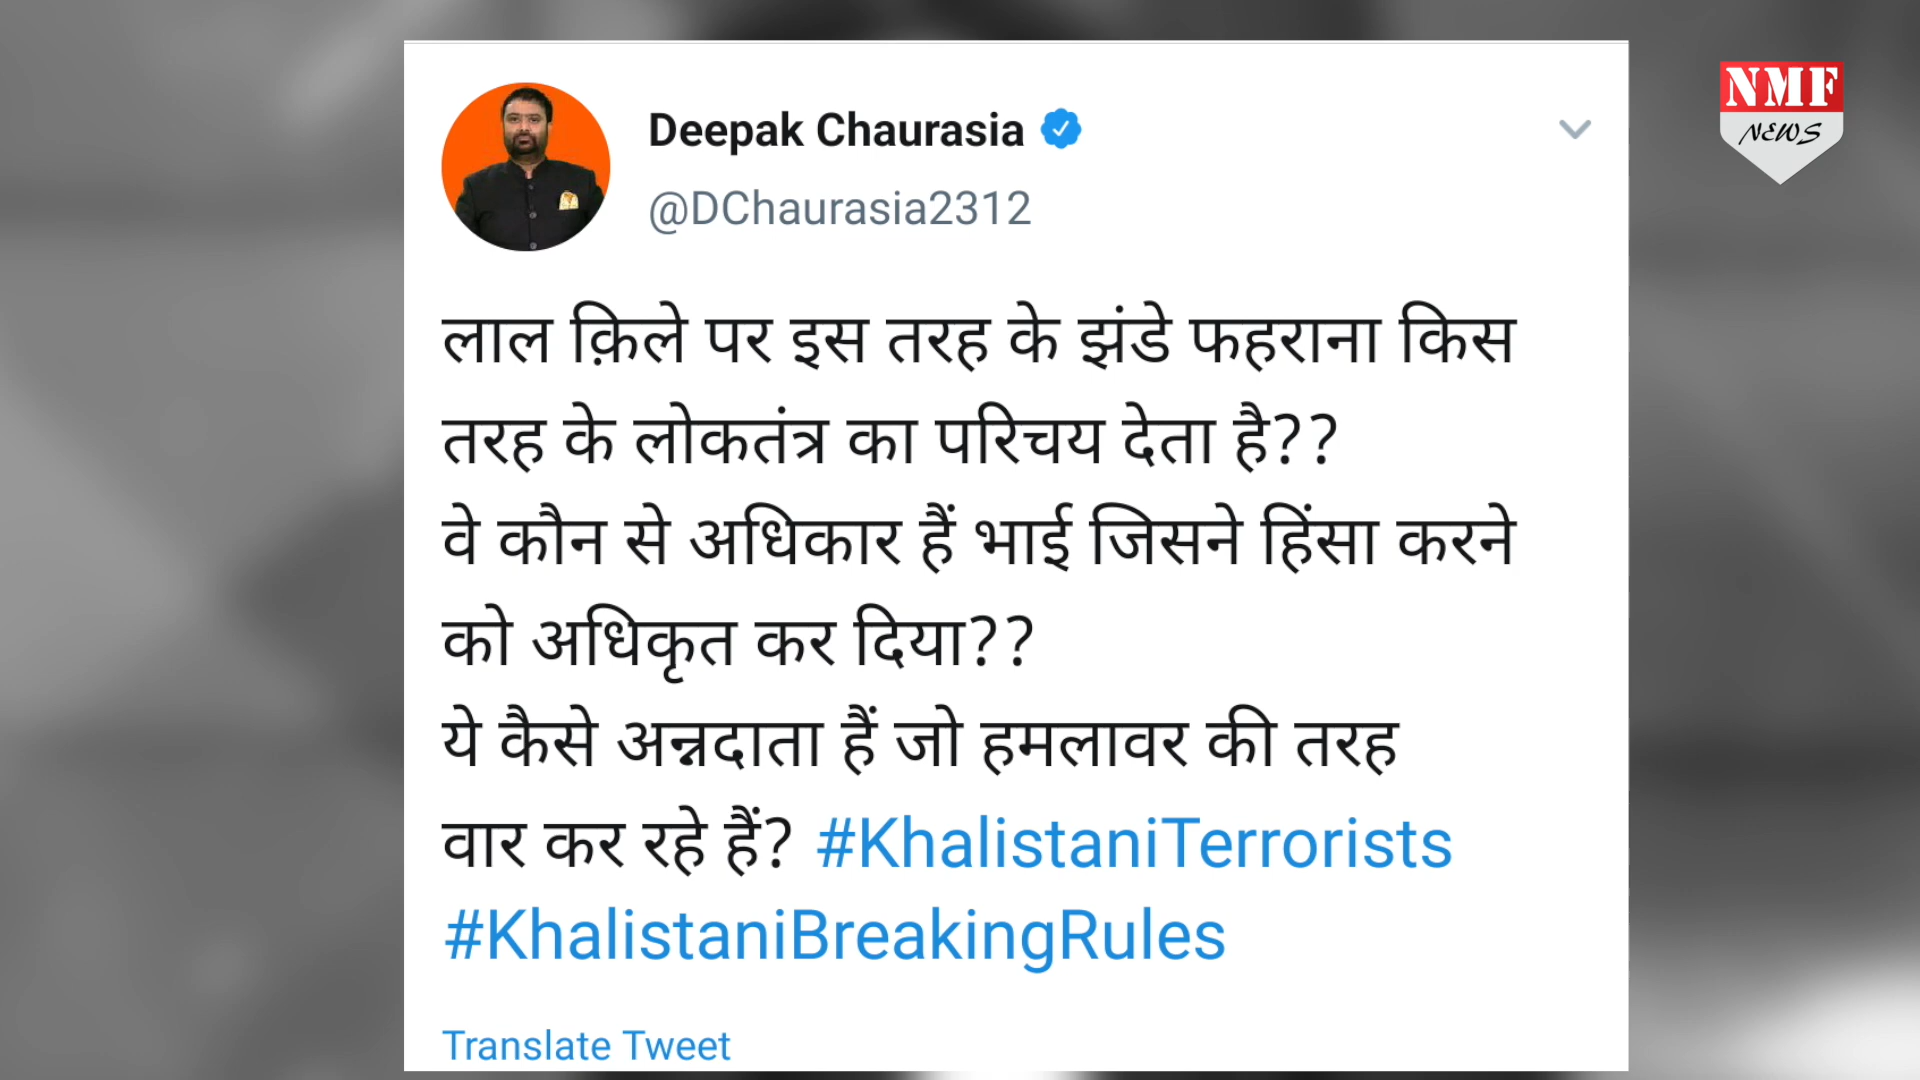 Deepak Chaurasia
@DChaurasia2312
NMF
NEWS
लाल क़िले पर इस तरह के झंडे फहराना किस
तरह के लोकतंत्र का परिचय देता है??
वे कौन से अधिकार हैं भाई जिसने हिंसा करने
को अधिकृत कर दिया??
ये कैसे अन्नदाता हैं जो हमलावर की तरह
वार कर रहे हैं? #KhalistaniTerrorists
#KhalistaniBreakingRules
Translate Tweet